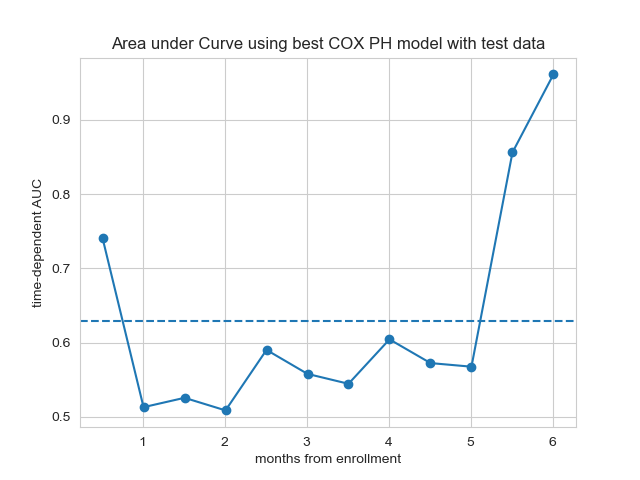 Area under Curve using best COX PH model with test data
time-dependent AUC
0.9
0.8
0.7
0.6
0.5
1 2 3 4 5 6
months from enrollment